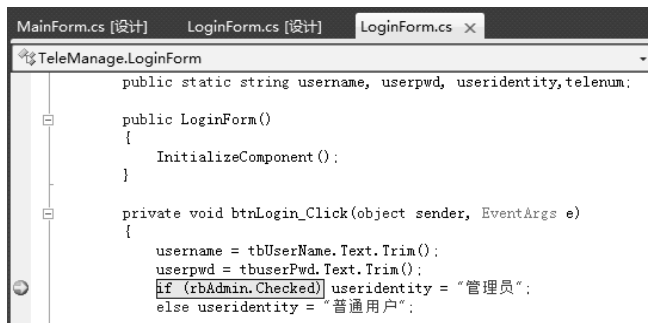 MainForm.cs [设计] LoginForm.cs [设计] LoginForm.cs ×
TeleManage.LoginForm
public static string username, userpwd, useridentity,telenum;
public LoginForm()
{
InitializeComponent();
}
private void btnLogin_Click(object sender, EventArgs e)
{
username = tbUserName.Text.Trim();
userpwd = tbuserPwd.Text.Trim();
if (rbAdmin.Checked) useridentity = "管理员";
else useridentity = "普通用户";